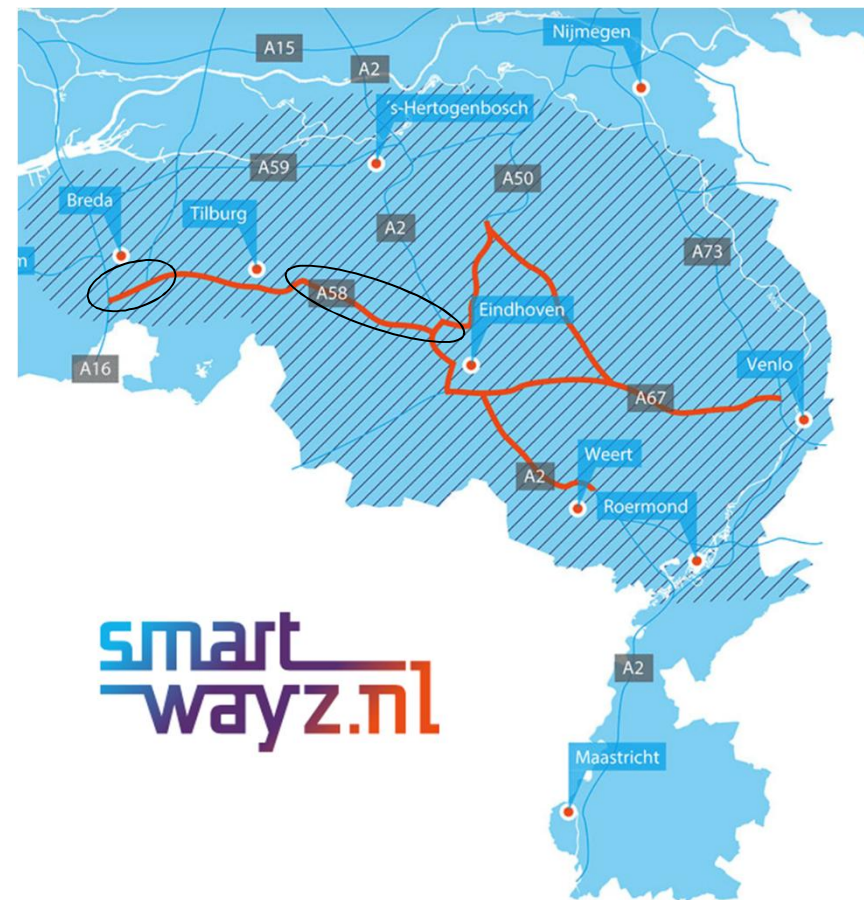 Nijmegen
A15
A2
's-Hertogenbosch
A59
A50
Breda
Tilburg
A2
A73
m
A58
Eindhoven
A16
Venlo
A67
Weert
A2
Roermond
smart
wayz.nl
A2
Maastricht